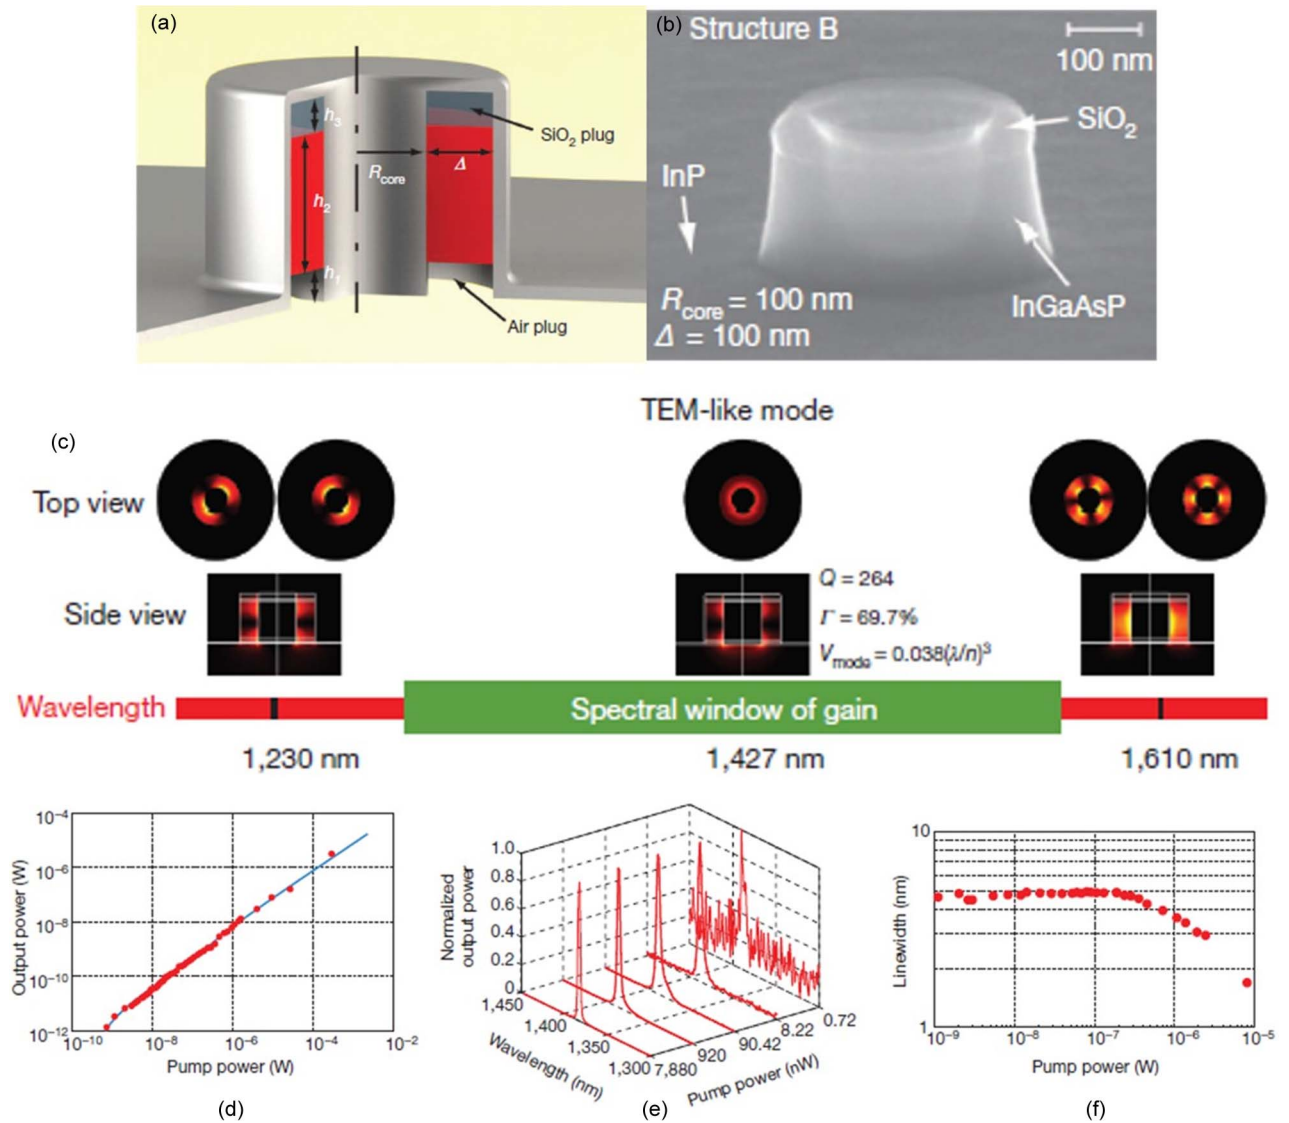 (a)
h3
h2
h1
Rcore
Δ
SiO2 plug
Air plug
(b) Structure B
100 nm
SiO2
InP
InGaAsP
Rcore = 100 nm
Δ = 100 nm
(c)
TEM-like mode
Top view
Side view
Q = 264
Γ = 69.7%
Vmode = 0.038(λ/n)³
Wavelength
Spectral window of gain
1,230 nm
1,427 nm
1,610 nm
Output power (W)
10⁻⁴
10⁻⁶
10⁻⁸
10⁻¹⁰
10⁻¹²
10⁻¹⁰ 10⁻⁸ 10⁻⁶ 10⁻⁴ 10⁻²
Pump power (W)
(d)
Normalized
output power
1.0
0.8
0.6
0.4
0.2
0
1,450
1,400
1,350
1,300
Wavelength (nm)
7,880
920
90.42
8.22
0.72
Pump power (nW)
(e)
Linewidth (nm)
10
1
10⁻⁹ 10⁻⁸ 10⁻⁷ 10⁻⁶ 10⁻⁵
Pump power (W)
(f)